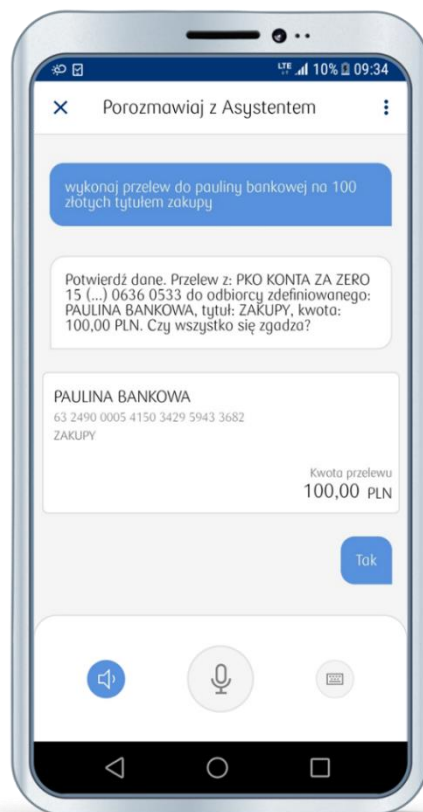 LTE 10% 09:34
Porozmawiaj z Asystentem
wykonaj przelew do pauliny bankowej na 100
złotych tytułem zakupy
Potwierdź dane. Przelew z: PKO KONTA ZA ZERO
15 (...) 0636 0533 do odbiorcy zdefiniowanego:
PAULINA BANKOWA, tytuł: ZAKUPY, kwota:
100,00 PLN. Czy wszystko się zgadza?
PAULINA BANKOWA
63 2490 0005 4150 3429 5943 3682
ZAKUPY
Kwota przelewu
100,00 PLN
Tak